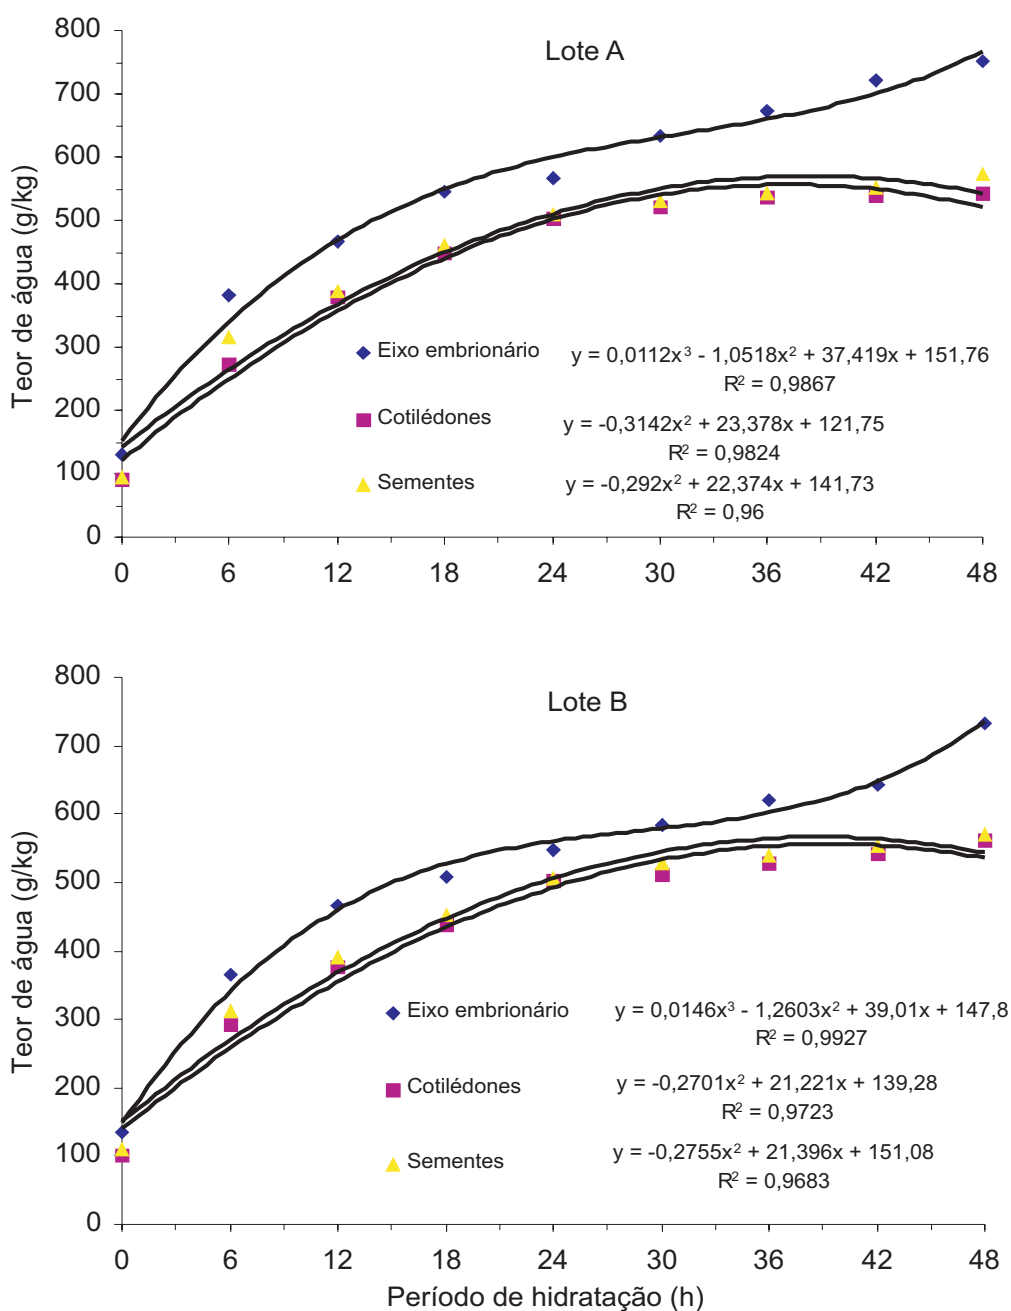 Lote A
Teor de água (g/kg)
800
700
600
500
400
300
200
100
0
Eixo embrionário
y = 0,0112x³ - 1,0518x² + 37,419x + 151,76
R² = 0,9867
Cotilédones
y = -0,3142x² + 23,378x + 121,75
R² = 0,9824
Sementes
y = -0,292x² + 22,374x + 141,73
R² = 0,96
0 6 12 18 24 30 36 42 48
Lote B
Teor de água (g/kg)
800
700
600
500
400
300
200
100
0
Eixo embrionário
y = 0,0146x³ - 1,2603x² + 39,01x + 147,8
R² = 0,9927
Cotilédones
y = -0,2701x² + 21,221x + 139,28
R² = 0,9723
Sementes
y = -0,2755x² + 21,396x + 151,08
R² = 0,9683
0 6 12 18 24 30 36 42 48
Período de hidratação (h)